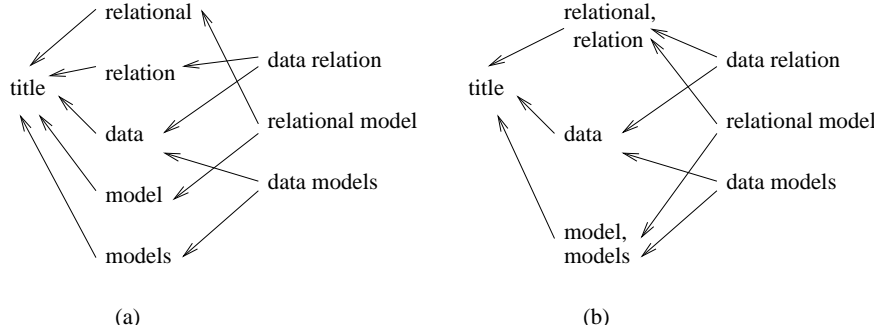 relational
relation
title
data
model
models
data relation
relational model
data models
(a)
relational,
relation
title
data
model,
models
data relation
relational model
data models
(b)